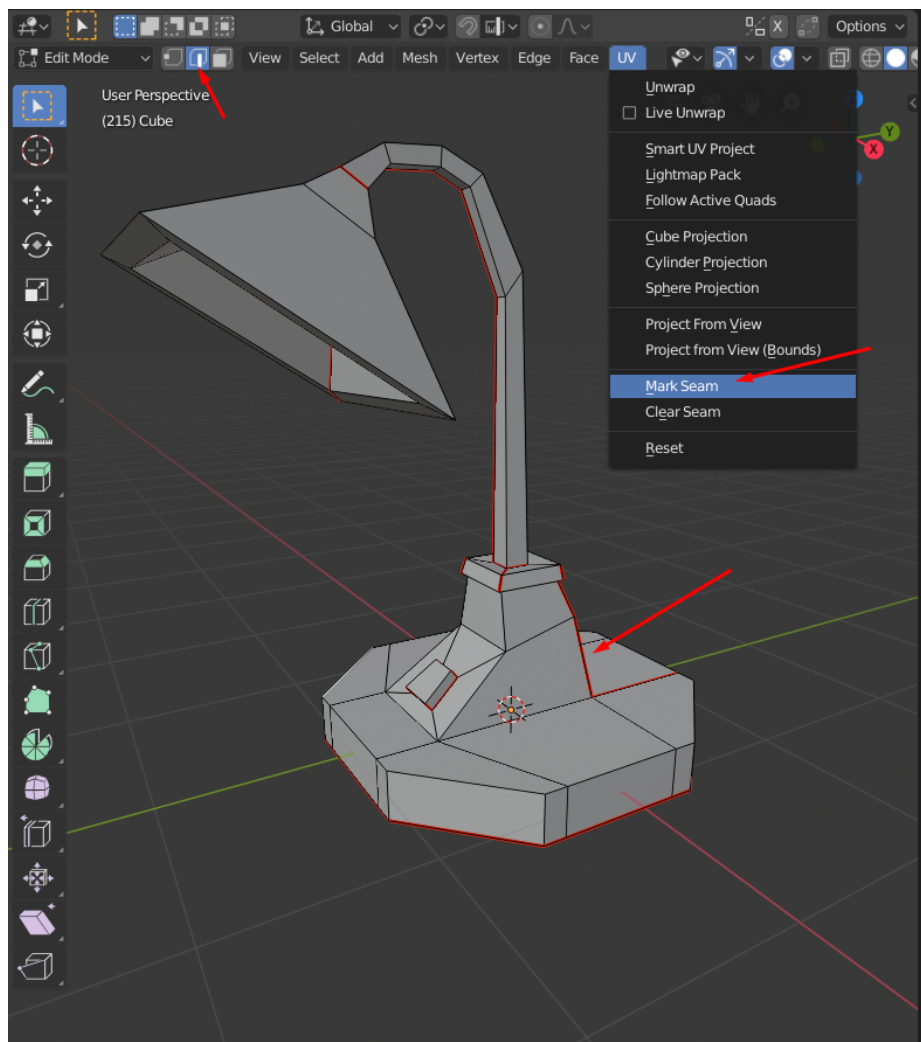 Global
Options
Edit Mode View Select Add Mesh Vertex Edge Face UV
User Perspective
(215) Cube
Unwrap
Live Unwrap
Smart UV Project
Lightmap Pack
Follow Active Quads
Cube Projection
Cylinder Projection
Sphere Projection
Project From View
Project from View (Bounds)
Mark Seam
Clear Seam
Reset
X
Y
X